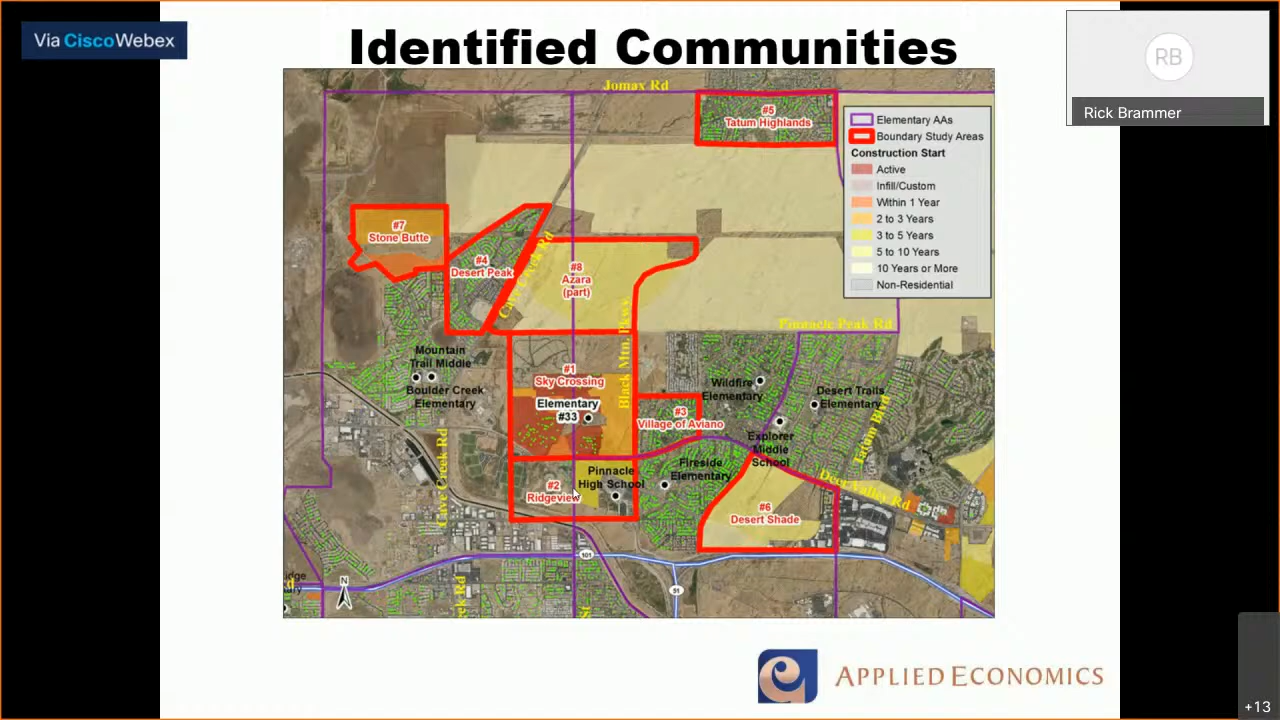 Via Cisco Webex
Identified Communities
RB
Rick Brammer
Jomax Rd
#5
Tatum Highlands
Elementary AAs
Boundary Study Areas
Construction Start
Active
Infill/Custom
Within 1 Year
2 to 3 Years
3 to 5 Years
5 to 10 Years
10 Years or More
Non-Residential
#7
Stone Butte
#4
Desert Peak
Cave Creek Rd
#8
Azara
(part)
Black Mtn. Pkwy.
Pinnacle Peak Rd
Mountain
Trail Middle
Boulder Creek
Elementary
#1
Sky Crossing
Elementary
#33
Wildfire
Elementary
Desert Trails
Elementary
#3
Village of Aviano
Explorer
Middle
School
Tatum Blvd
Cave Creek Rd
Pinnacle
High School
Fireside
Elementary
#2
Ridgeview
Deer Valley Rd
#6
Desert Shade
101
51
N
St
APPLIED ECONOMICS
+13